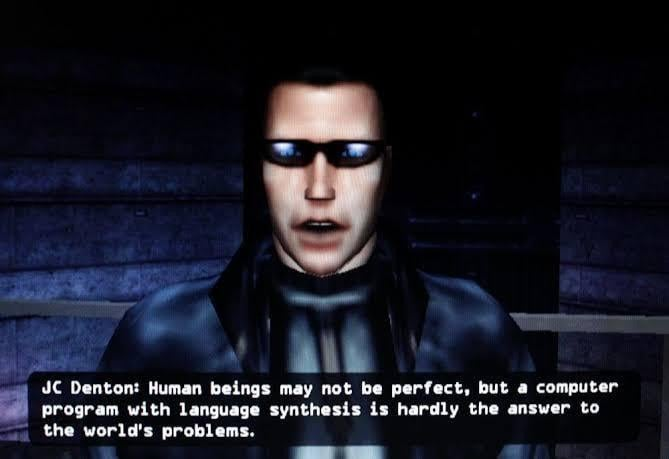 JC Denton: Human beings may not be perfect, but a computer
program with language synthesis is hardly the answer to
the world's problems.